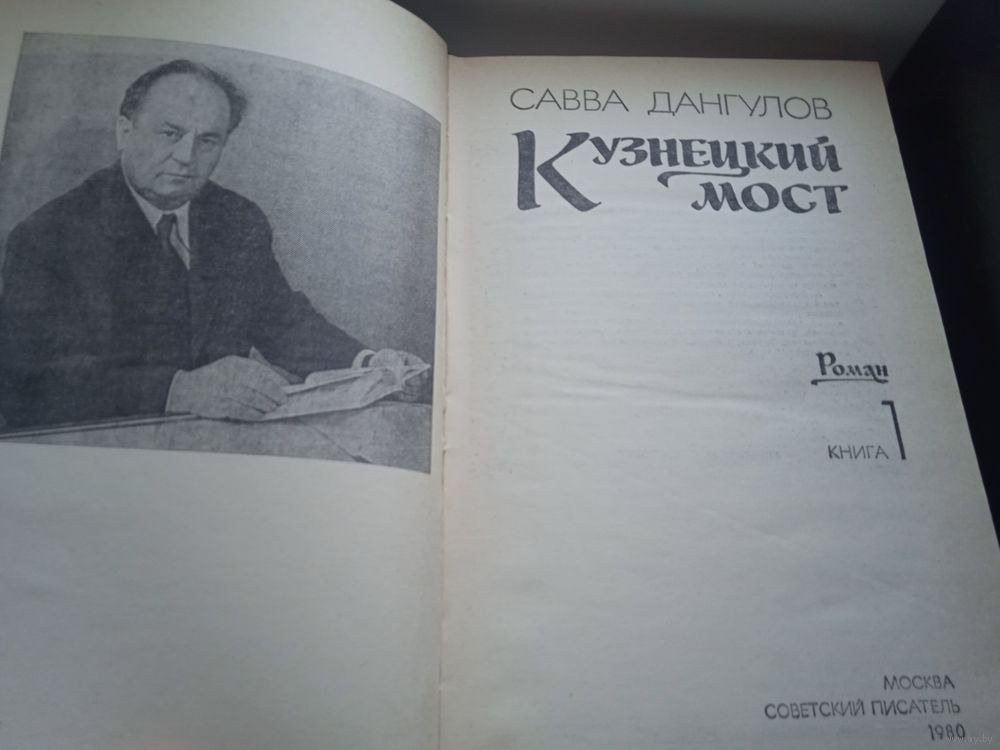 САВВА ДАНГУЛОВ
КУЗНЕЦКИЙ
МОСТ
Роман
КНИГА 1
МОСКВА
СОВЕТСКИЙ ПИСАТЕЛЬ
1980